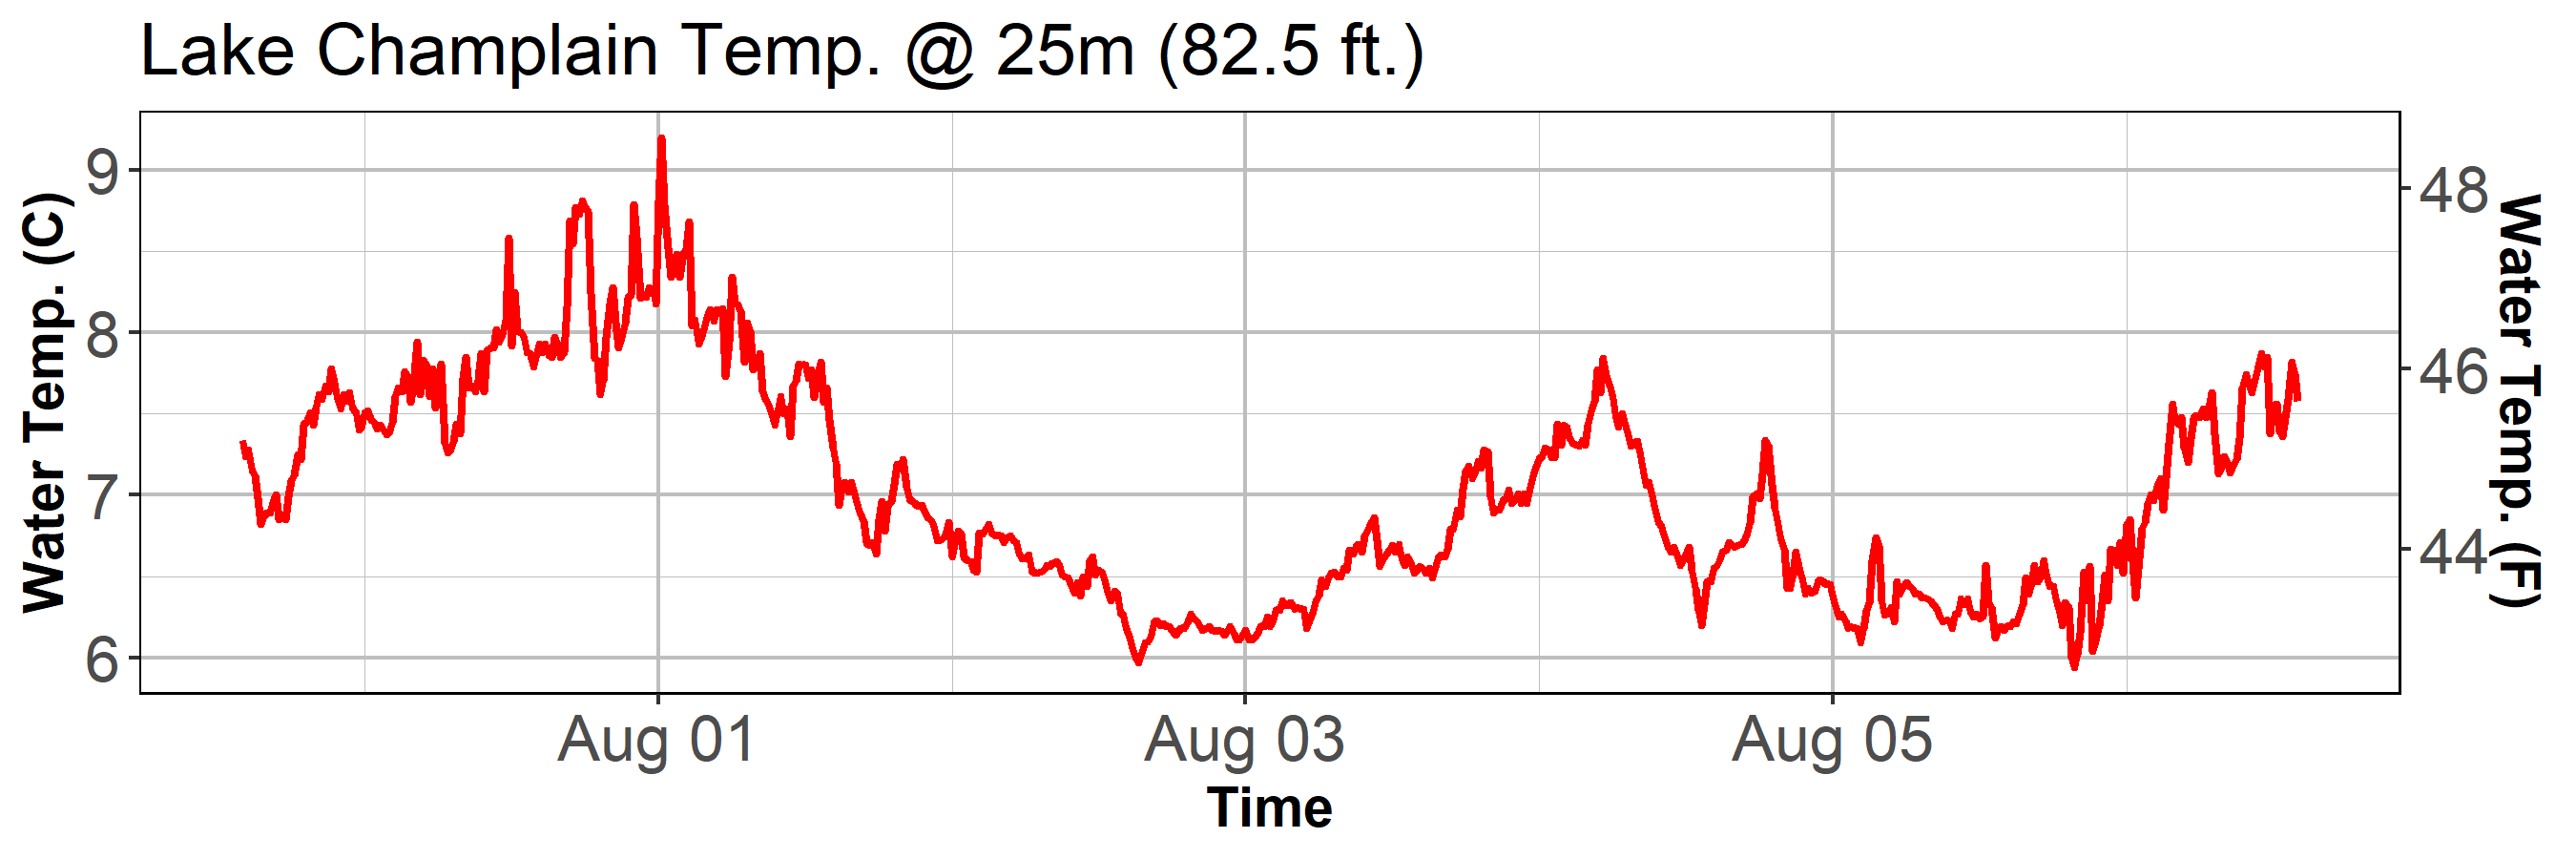 Lake Champlain Temp. @ 25m (82.5 ft.)
Water Temp. (C)
9
8
7
6
48
46
44
Water Temp. (F)
Aug 01 Aug 03 Aug 05
Time